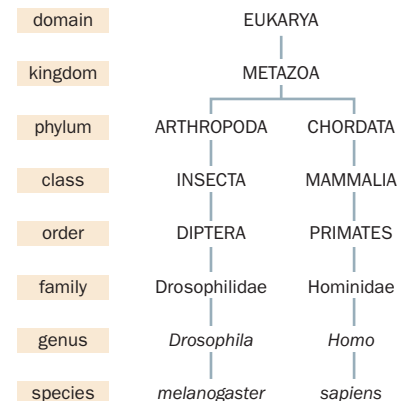 domain EUKARYA
kingdom METAZOA
phylum ARTHROPODA CHORDATA
class INSECTA MAMMALIA
order DIPTERA PRIMATES
family Drosophilidae Hominidae
genus Drosophila Homo
species melanogaster sapiens